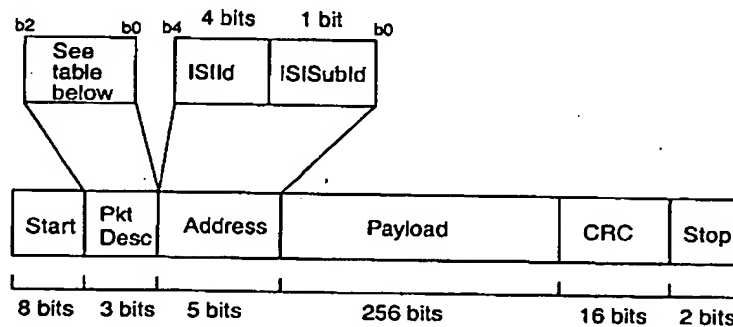 b2 b0 b4 4 bits 1 bit b0
See
table
below
ISIId ISISubId
Start Pkt
Desc Address Payload CRC Stop
8 bits 3 bits 5 bits 256 bits 16 bits 2 bits